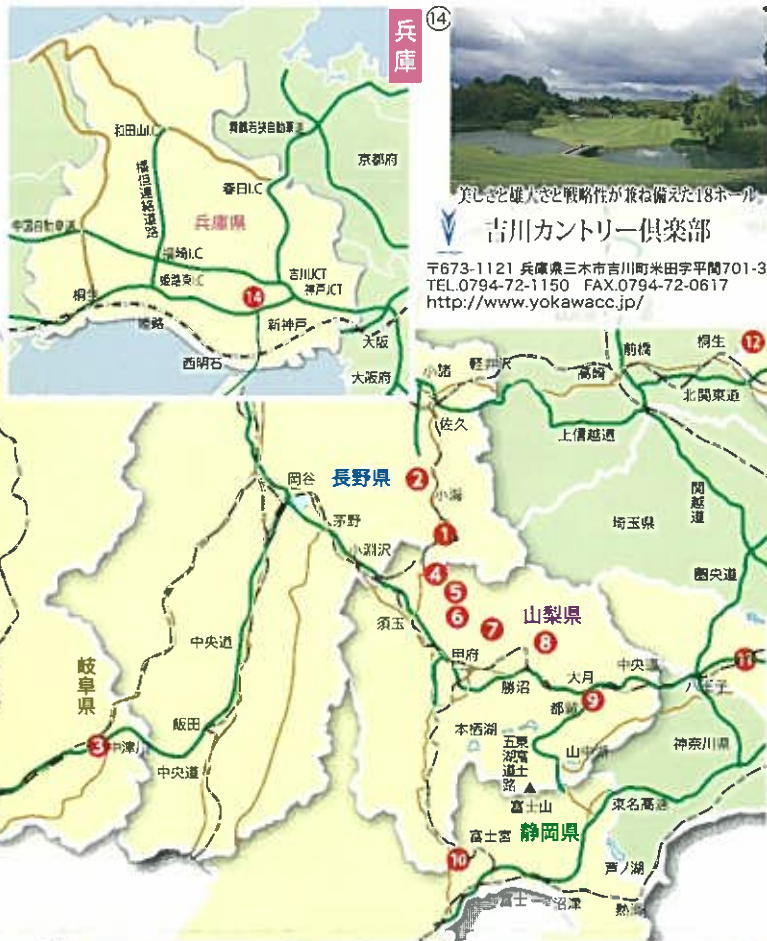 兵庫
⑭
美しさと雄大さと戦略性が兼ね備えた18ホール
吉川カントリー倶楽部
〒673-1121 兵庫県三木市吉川町米田字平間701-3
TEL.0794-72-1150 FAX.0794-72-0617
http://www.yokawacc.jp/
和田山I.C
舞鶴若狭自動車道
京都府
播但連絡道路
春日I.C
兵庫県
中国自動車道
福崎I.C
姫路東I.C
吉川JCT
神戸JCT
桐生
14
姫路
新神戸
西明石
大阪
大阪府
小諸
軽井沢
高崎
前橋
桐生
12
北関東道
佐久
上信越道
岡谷
長野県
2
小海
関越道
茅野
1
埼玉県
小淵沢
4
5
6
圏央道
須玉
7
山梨県
8
中央道
甲府
勝沼
大月
中央道
11
八王子
岐阜県
都留
9
飯田
本栖湖
東富士五湖道路
山中湖
神奈川県
3
中津川
中央道
富士山
東名高速
富士宮
静岡県
10
芦ノ湖
富士
沼津
熱海